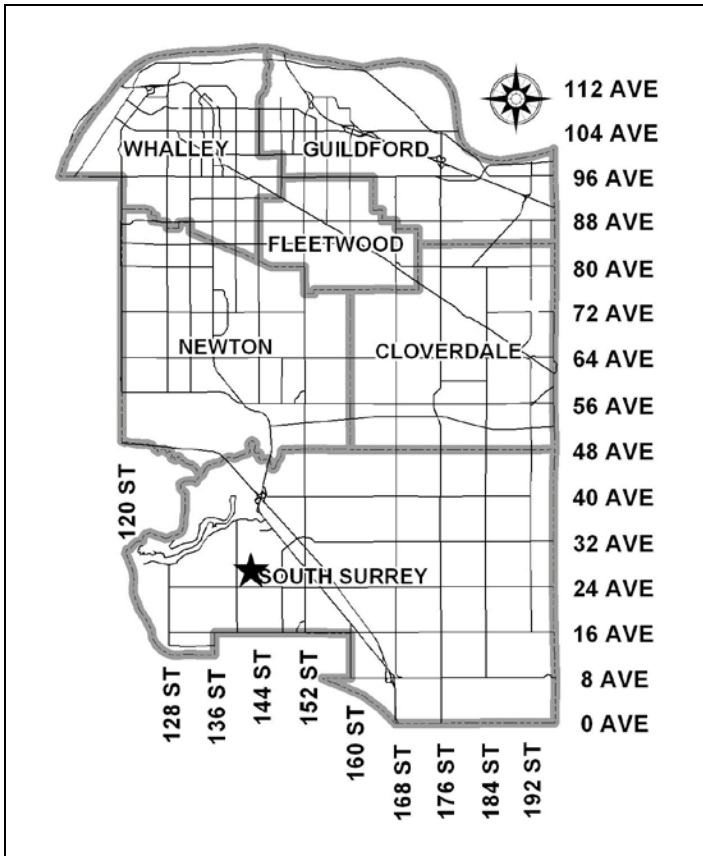 112 AVE
104 AVE
WHALLEY
GUILDFORD
96 AVE
88 AVE
FLEETWOOD
80 AVE
72 AVE
NEWTON
CLOVERDALE
64 AVE
56 AVE
48 AVE
120 ST
40 AVE
32 AVE
SOUTH SURREY
24 AVE
16 AVE
128 ST
136 ST
144 ST
152 ST
8 AVE
160 ST
168 ST
176 ST
184 ST
192 ST
0 AVE